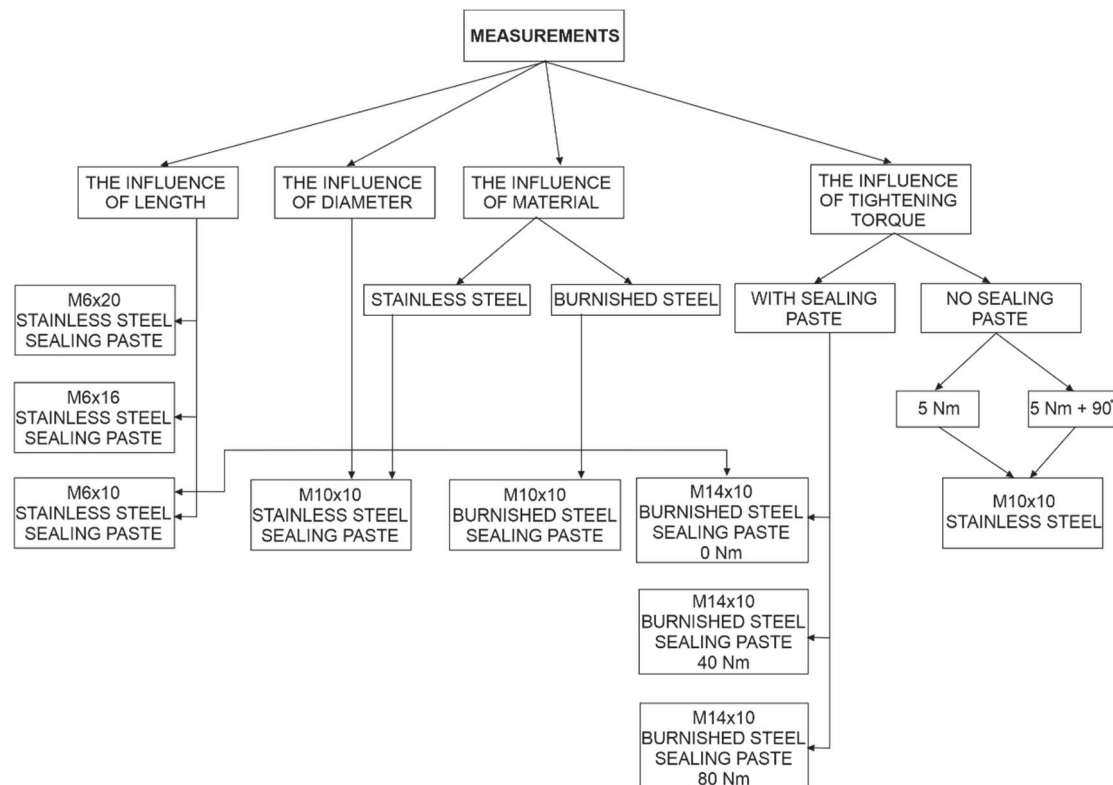 MEASUREMENTS
THE INFLUENCE
OF LENGTH
THE INFLUENCE
OF DIAMETER
THE INFLUENCE
OF MATERIAL
THE INFLUENCE
OF TIGHTENING
TORQUE
STAINLESS STEEL
BURNISHED STEEL
WITH SEALING
PASTE
NO SEALING
PASTE
M6x20
STAINLESS STEEL
SEALING PASTE
M6x16
STAINLESS STEEL
SEALING PASTE
5 Nm
5 Nm + 90°
M6x10
STAINLESS STEEL
SEALING PASTE
M10x10
STAINLESS STEEL
SEALING PASTE
M10x10
BURNISHED STEEL
SEALING PASTE
M14x10
BURNISHED STEEL
SEALING PASTE
0 Nm
M10x10
STAINLESS STEEL
M14x10
BURNISHED STEEL
SEALING PASTE
40 Nm
M14x10
BURNISHED STEEL
SEALING PASTE
80 Nm